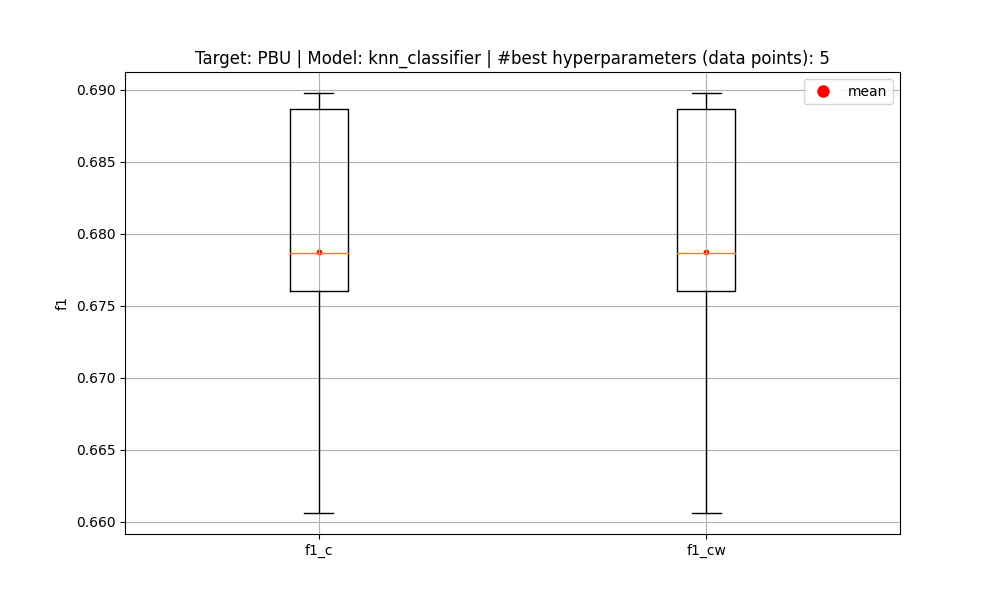 Target: PBU | Model: knn_classifier | #best hyperparameters (data points): 5
mean
0.690
0.685
0.680
0.675
0.670
0.665
0.660
f1
f1_c
f1_cw